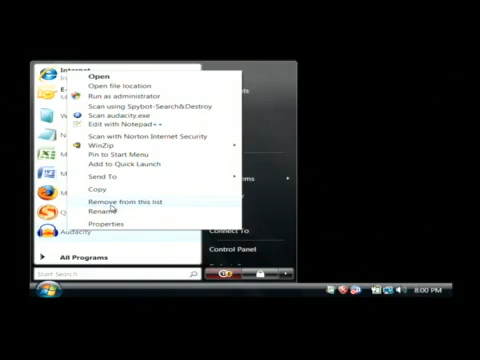 Internet
Open
Open file location
Run as administrator
Scan using Spybot-Search&Destroy
Scan audacity.exe
Edit with Notepad++
Scan with Norton Internet Security
WinZip
Pin to Start Menu
Add to Quick Launch
Send To
Copy
Remove from this list
Rename
Properties
Audacity
Connect To
Control Panel
All Programs
Start Search
8:00 PM